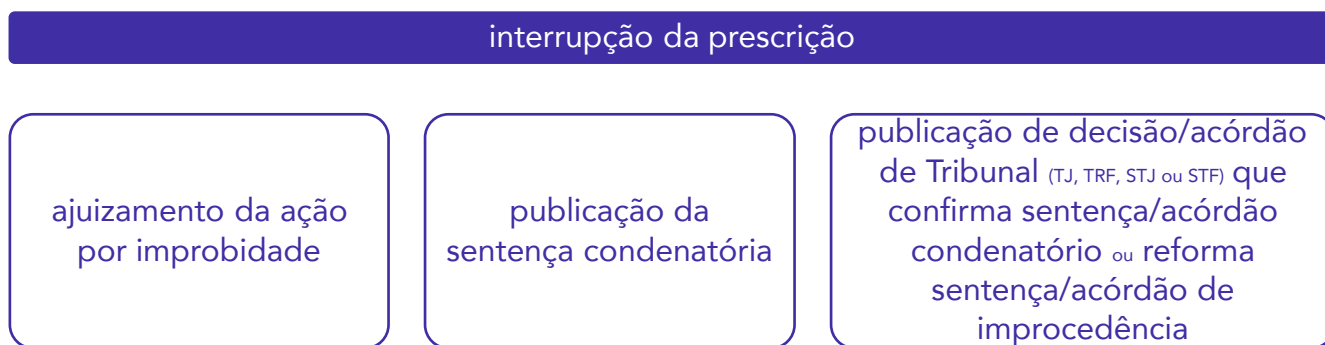 interrupção da prescrição
ajuizamento da ação
por improbidade
publicação da
sentença condenatória
publicação de decisão/acórdão
de Tribunal (TJ, TRF, STJ ou STF) que
confirma sentença/acórdão
condenatório ou reforma
sentença/acórdão de
improcedência